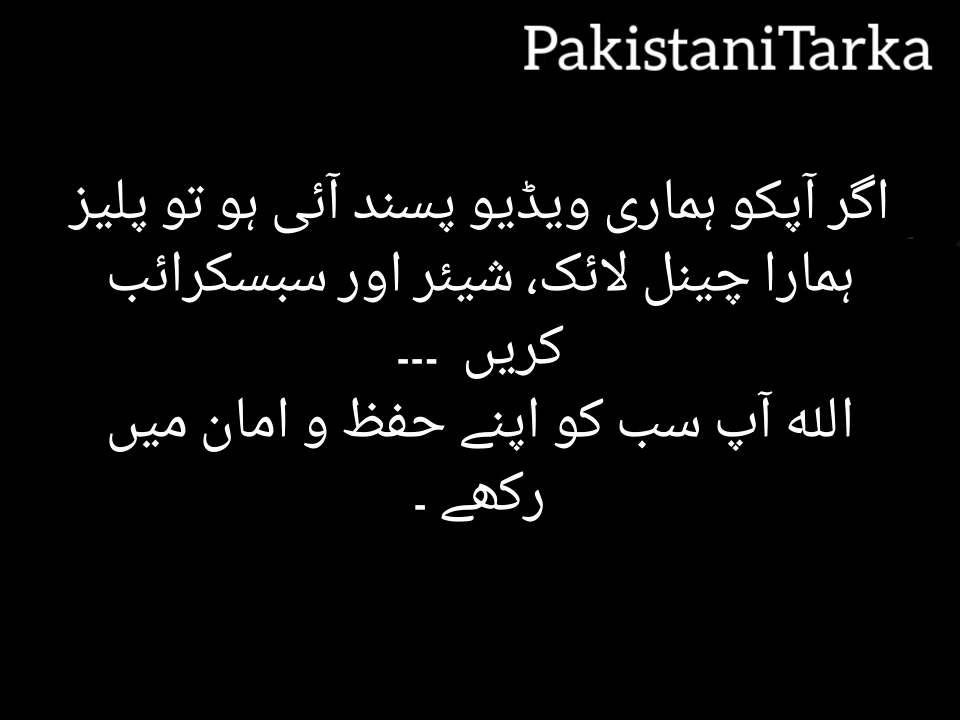 PakistaniTarka
اگر آپکو ہماری ویڈیو پسند آئی ہو تو پلیز
ہمارا چینل لائک، شیئر اور سبسکرائب
کریں ۔۔۔
اللہ آپ سب کو اپنے حفظ و امان میں
رکھے ۔